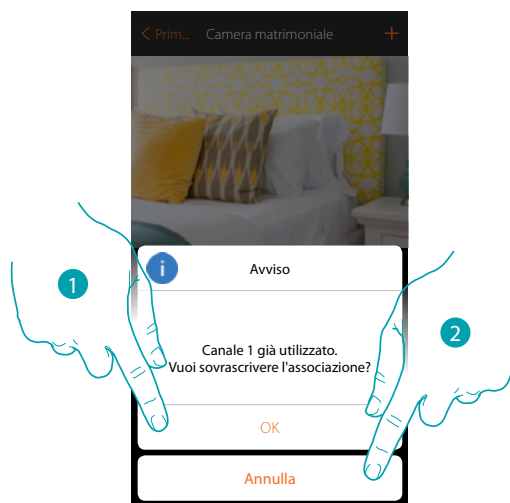 Prim... Camera matrimoniale +
i
Avviso
1
2
Canale 1 già utilizzato.
Vuoi sovrascrivere l'associazione?
OK
Annulla